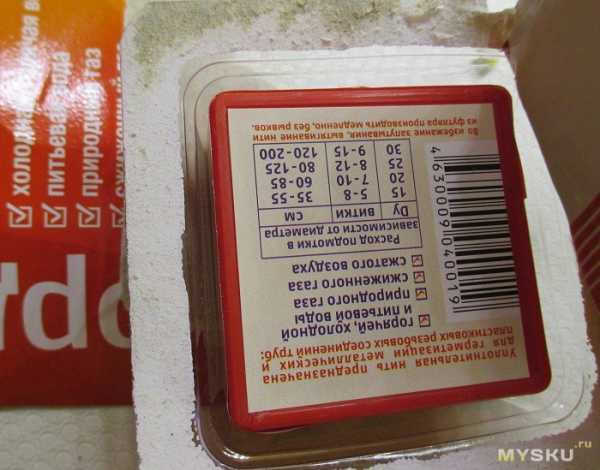 Уплотнительная нить предназначена
для герметизации металлических и
пластиковых резьбовых соединений труб:
горячей, холодной
и питьевой воды
природного газа
сжиженного газа
сжатого воздуха
Расход подмотки в
зависимости от диаметра
Dy ВИТКИ СМ
15 5-8 35-55
20 7-10 60-85
25 8-12 80-125
30 9-15 120-200
Во избежание запутывания, вытягивание нити
из футляра производить медленно, без рывков.
4630009040019
питьевая вода
природный газ
MYSKU.ru